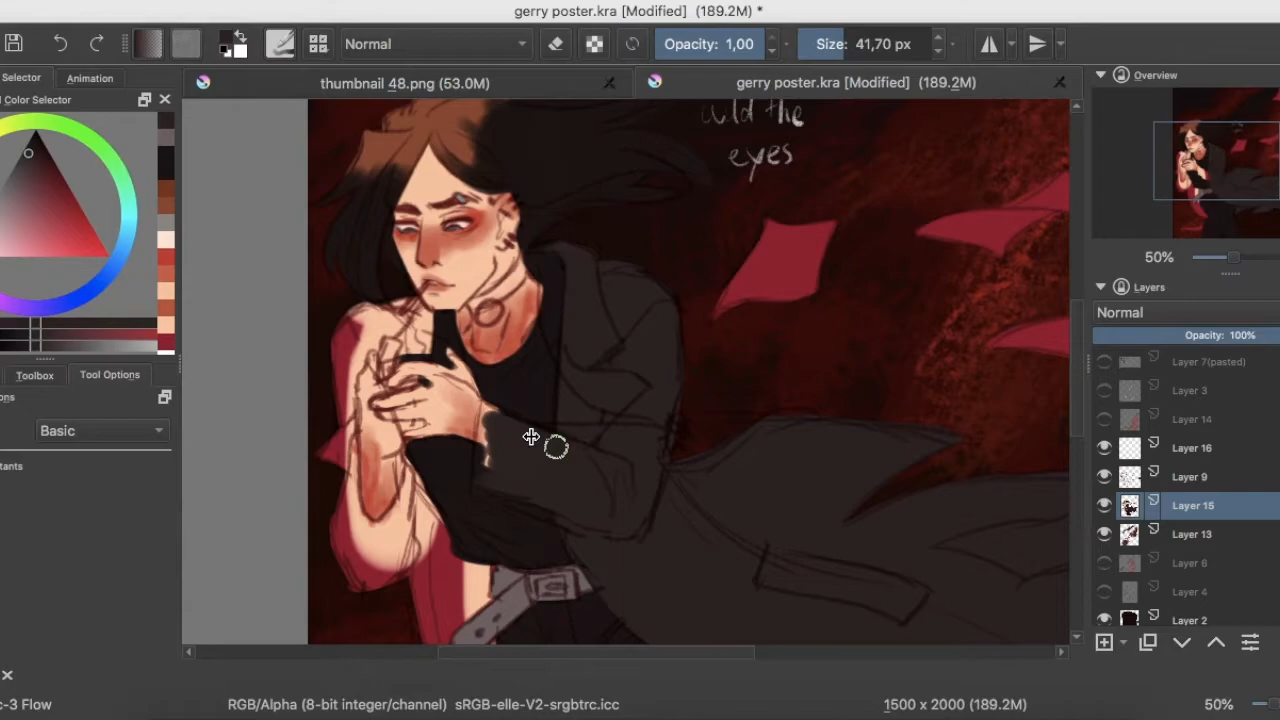 gerry poster.kra [Modified] (189.2M) *
Normal
Opacity: 1,00
Size: 41,70 px
Selector
Animation
thumbnail 48.png (53.0M)
gerry poster.kra [Modified] (189.2M)
Overview
Color Selector
the
eyes
50%
Layers
Normal
Opacity: 100%
Layer 7(pasted)
Toolbox
Tool Options
Layer 3
ons
Layer 14
Basic
Layer 16
tants
Layer 9
Layer 15
Layer 13
Layer 6
Layer 4
Layer 2
c-3 Flow
RGB/Alpha (8-bit integer/channel) sRGB-elle-V2-srgbtrc.icc
1500 x 2000 (189.2M)
50%